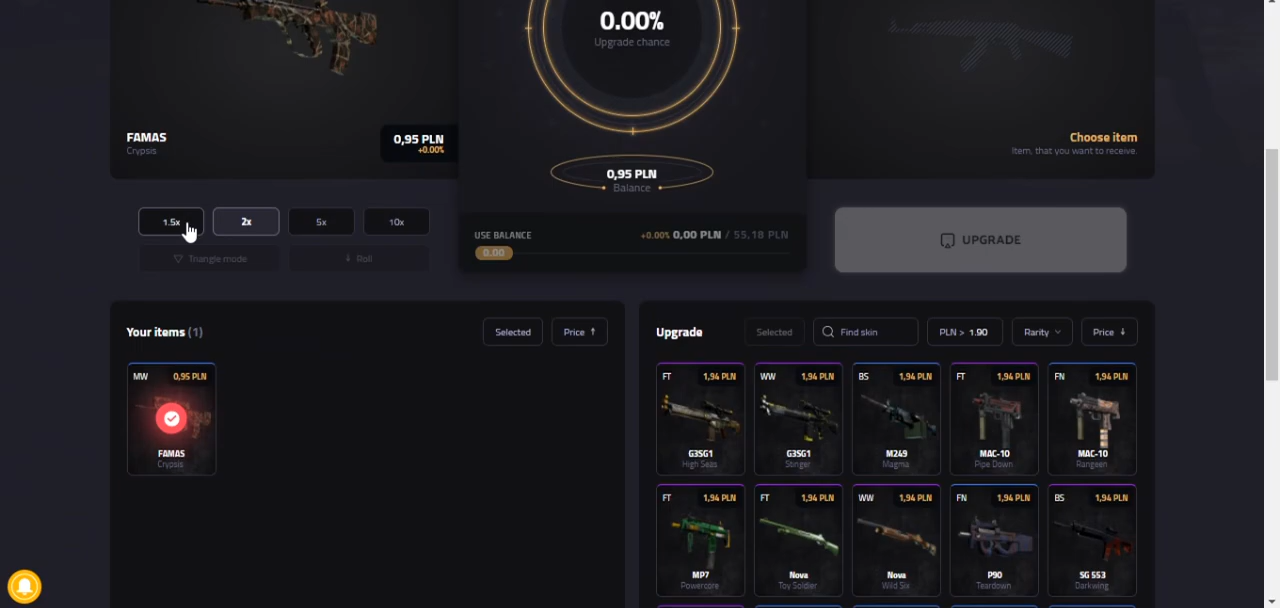 0.00%
Upgrade chance
FAMAS
Crypsis
0,95 PLN
+0.00%
Choose item
Item, that you want to receive.
0,95 PLN
Balance
1.5x
2x
5x
10x
Triangle mode
Roll
USE BALANCE
+0.00% 0,00 PLN / 55.18 PLN
0.00
UPGRADE
Your items (1)
Selected
Price
Upgrade
Selected
Find skin
PLN > 1.90
Rarity
Price
MW 0,95 PLN
FAMAS
Crypsis
FT 1,94 PLN
G3SG1
High Seas
WW 1,94 PLN
G3SG1
Stinger
BS 1,94 PLN
M249
Magma
FT 1,94 PLN
MAC-10
Pipe Down
FN 1,94 PLN
MAC-10
Rangeen
FT 1,94 PLN
MP7
Powercore
FT 1,94 PLN
Nova
Toy Soldier
WW 1,94 PLN
Nova
Wild Six
FN 1,94 PLN
P90
Teardown
BS 1,94 PLN
SG 553
Darkwing